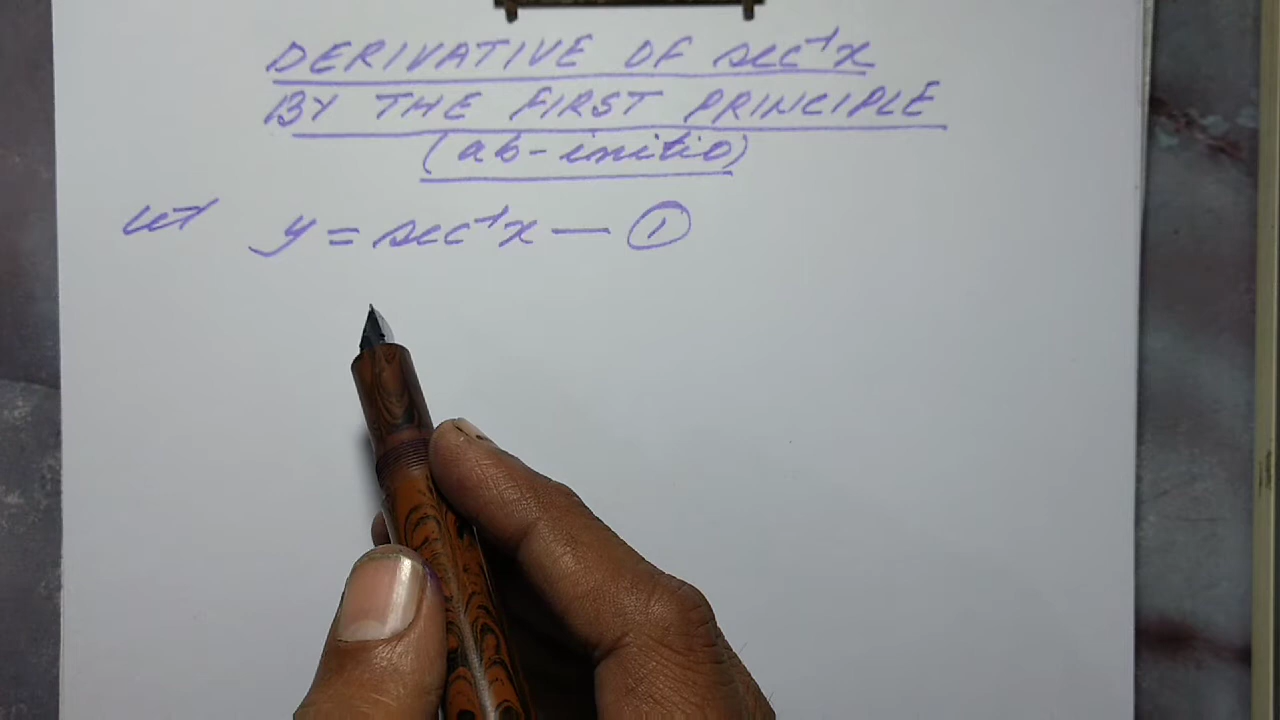 DERIVATIVE OF sec⁻¹x
BY THE FIRST PRINCIPLE
(ab-initio)
Let y = sec⁻¹x — ①